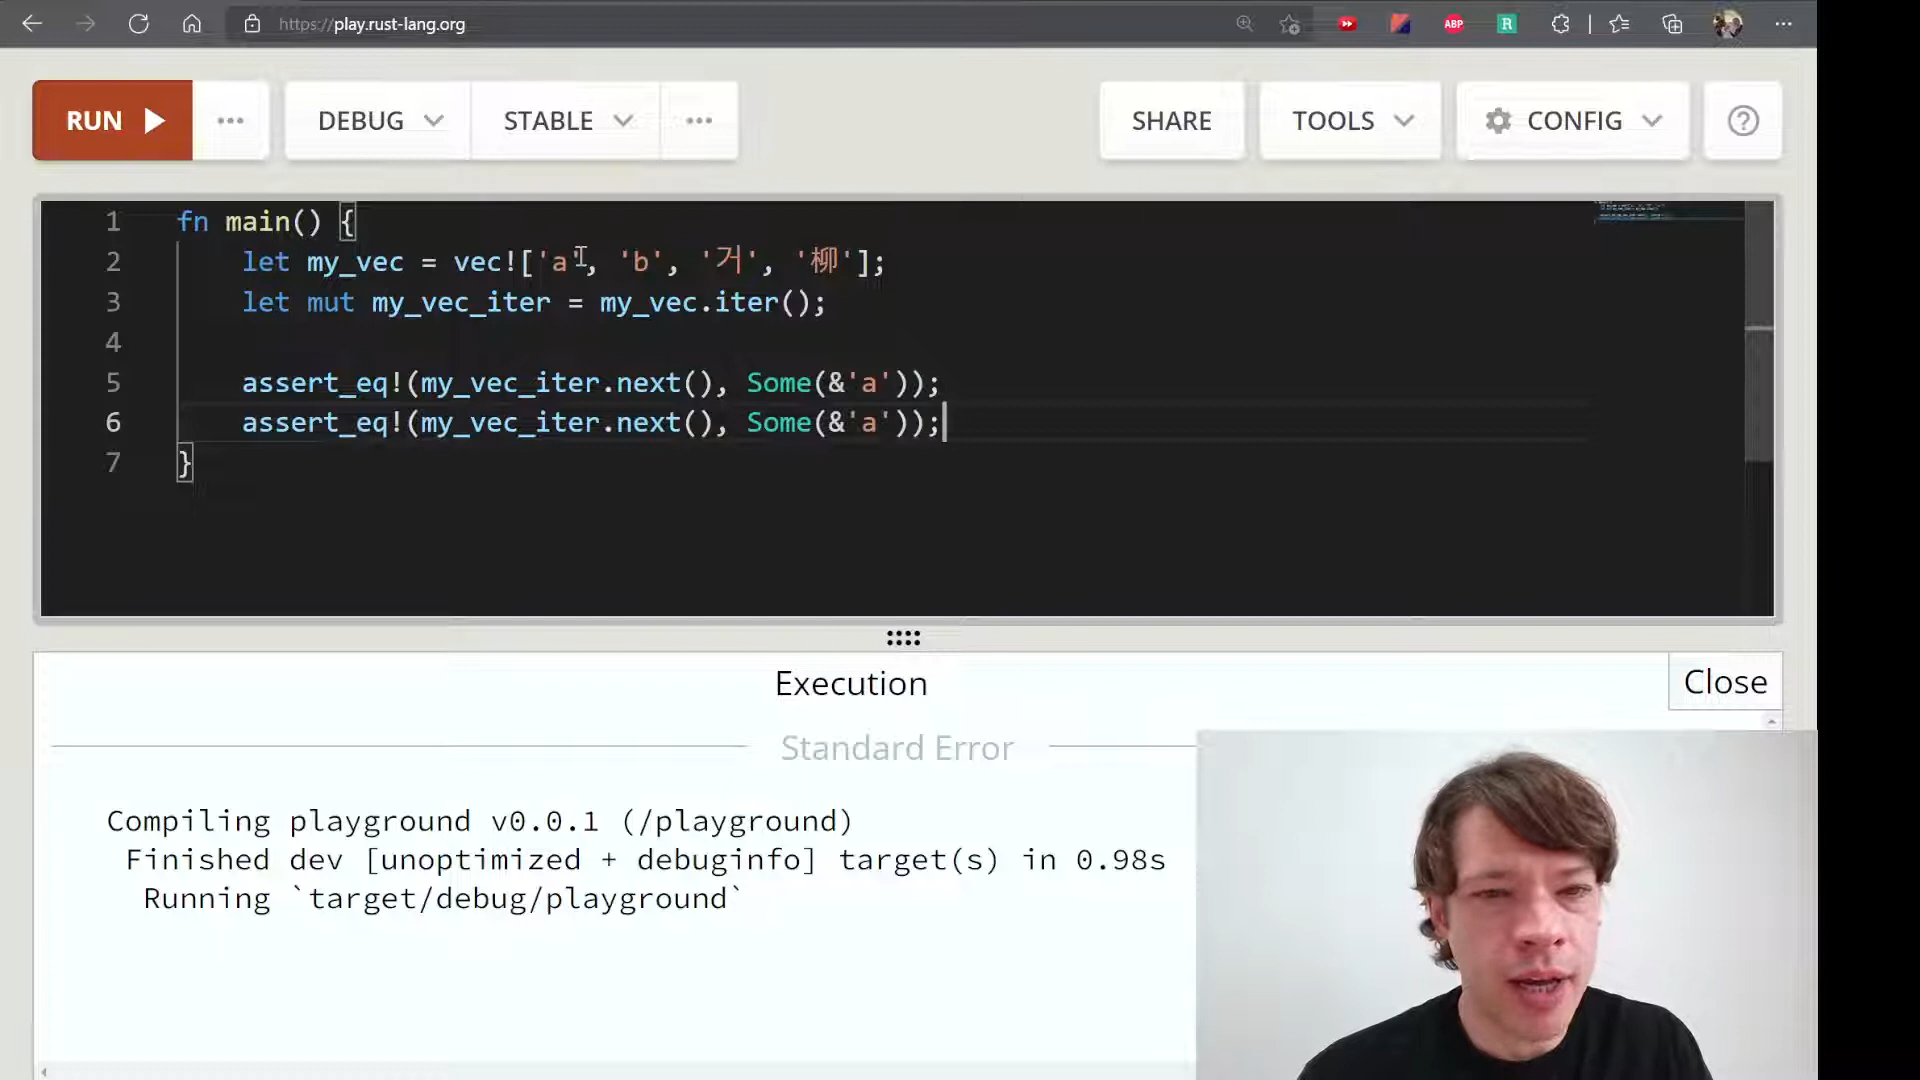 https://play.rust-lang.org
ABP
R
RUN
DEBUG
STABLE
SHARE
TOOLS
CONFIG
1 fn main() {
2 let my_vec = vec!['a', 'b', '거', '柳'];
3 let mut my_vec_iter = my_vec.iter();
4
5 assert_eq!(my_vec_iter.next(), Some(&'a'));
6 assert_eq!(my_vec_iter.next(), Some(&'a'));
7 }
Execution
Close
Standard Error
Compiling playground v0.0.1 (/playground)
Finished dev [unoptimized + debuginfo] target(s) in 0.98s
Running `target/debug/playground`